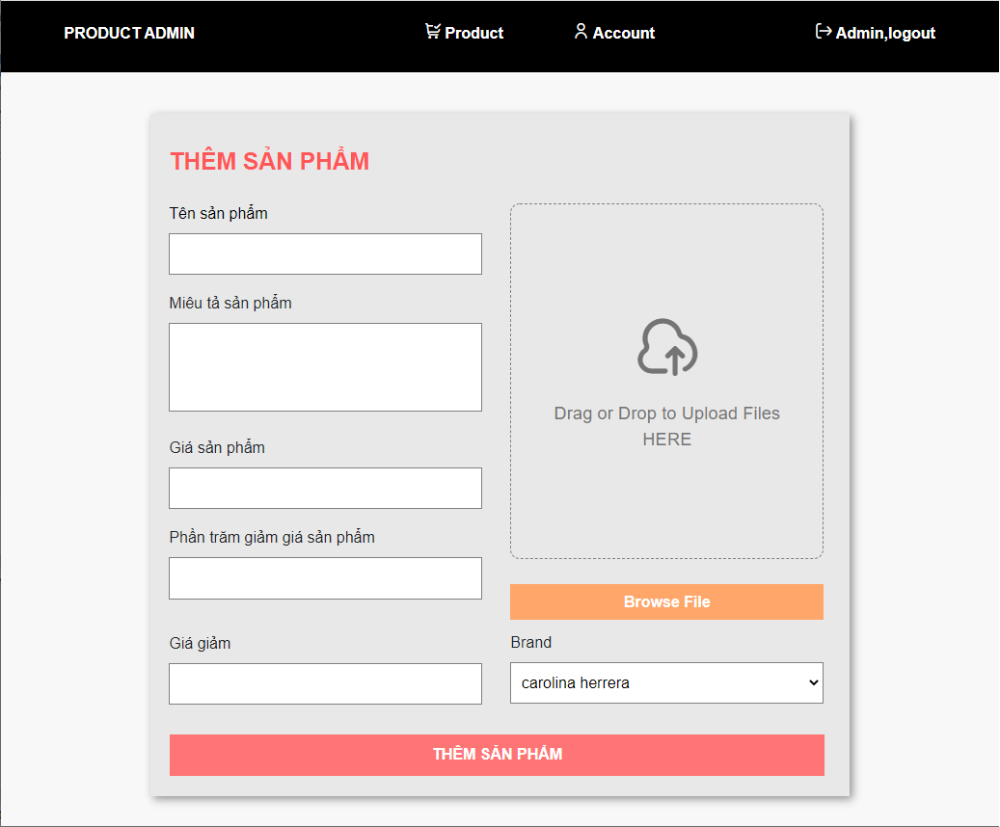 PRODUCT ADMIN
Product
Account
Admin,logout
THÊM SẢN PHẨM
Tên sản phẩm
Miêu tả sản phẩm
Giá sản phẩm
Phần trăm giảm giá sản phẩm
Giá giảm
Drag or Drop to Upload Files
HERE
Browse File
Brand
carolina herrera
THÊM SẢN PHẨM